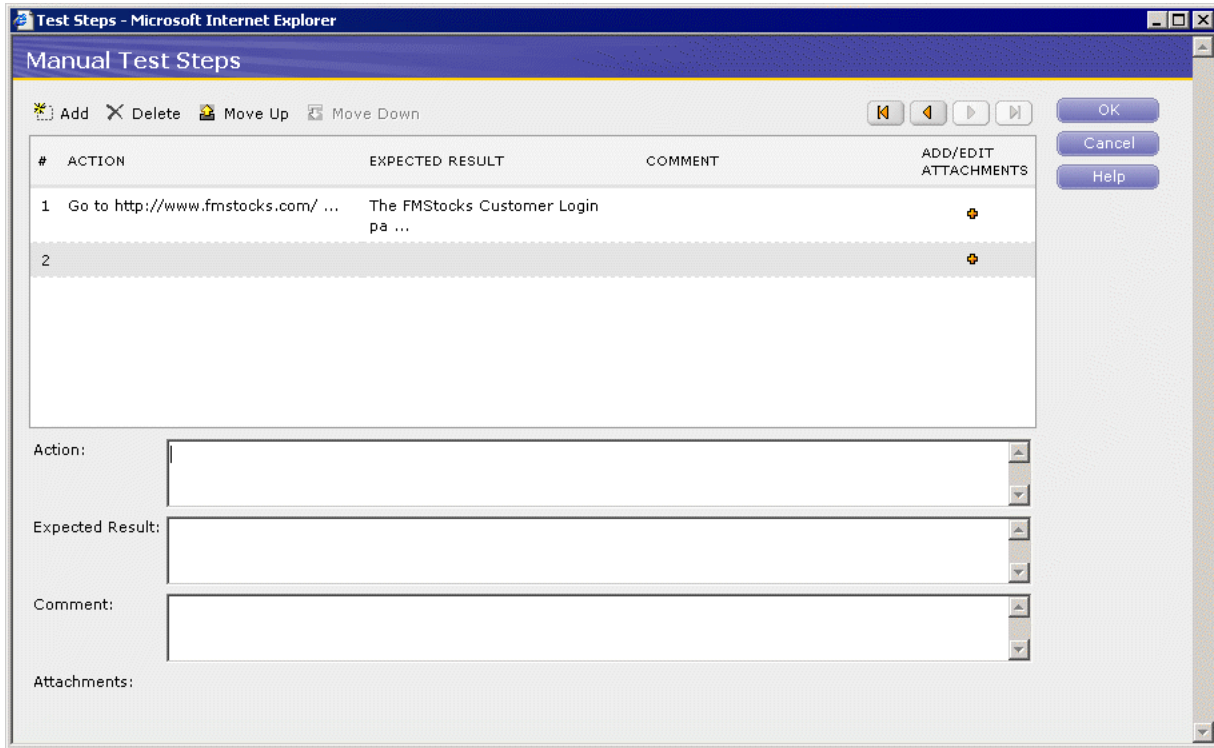 Test Steps - Microsoft Internet Explorer
Manual Test Steps
Add Delete Move Up Move Down
OK
Cancel
Help
# ACTION EXPECTED RESULT COMMENT ADD/EDIT ATTACHMENTS
1 Go to http://www.fmstocks.com/ ... The FMStocks Customer Login
pa ...
2
Action:
Expected Result:
Comment:
Attachments: